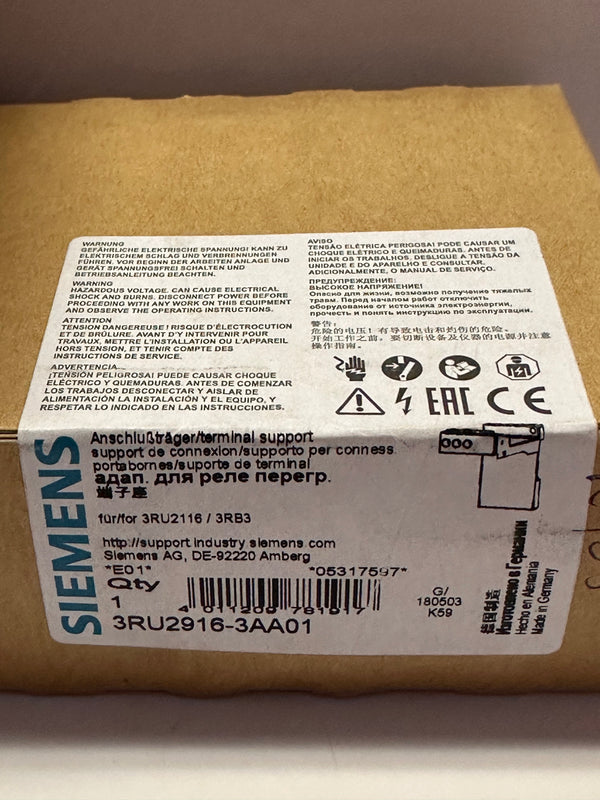 WARNUNG
GEFÄHRLICHE ELEKTRISCHE SPANNUNG! KANN ZU
ELEKTRISCHEM SCHLAG UND VERBRENNUNGEN
FÜHREN. VOR BEGINN DER ARBEITEN ANLAGE UND
GERÄT SPANNUNGSFREI SCHALTEN UND
BETRIEBSANLEITUNG BEACHTEN.
WARNING
HAZARDOUS VOLTAGE. CAN CAUSE ELECTRICAL
SHOCK AND BURNS. DISCONNECT POWER BEFORE
PROCEEDING WITH ANY WORK ON THIS EQUIPMENT
AND OBSERVE THE OPERATING INSTRUCTIONS.
ATTENTION
TENSION DANGEREUSE! RISQUE D'ÉLECTROCUTION
ET DE BRÛLURE. AVANT D'Y INTERVENIR POUR
TRAVAUX, METTRE L'INSTALLATION OU L'APPAREIL
HORS TENSION, ET TENIR COMPTE DES
INSTRUCTIONS DE SERVICE.
ADVERTENCIA
¡TENSIÓN PELIGROSA! PUEDE CAUSAR CHOQUE
ELÉCTRICO Y QUEMADURAS. ANTES DE COMENZAR
LOS TRABAJOS DESCONECTAR Y AISLAR DE
ALIMENTACIÓN LA INSTALACIÓN Y EL EQUIPO, Y
RESPETAR LO INDICADO EN LAS INSTRUCCIONES.
AVISO
TENSÃO ELÉTRICA PERIGOSA! PODE CAUSAR UM
CHOQUE ELÉTRICO E QUEIMADURAS. ANTES DE
INICIAR OS TRABALHOS, DESLIGUE A TENSÃO DA
UNIDADE E DO APARELHO E CONSULTAR,
ADICIONALMENTE, O MANUAL DE SERVIÇO.
ПРЕДУПРЕЖДЕНИЕ:
ВЫСОКОЕ НАПРЯЖЕНИЕ!
Опасно для жизни, возможно получение тяжелых
травм. Перед началом работ отключить
оборудование от источника электроэнергии,
прочесть и понять инструкцию по эксплуатации.
警告:
危险的电压!有导致电击和灼伤的危险。
开始工作之前,要切断设备及仪器的电源并注意
操作指南。
EAC CE
SIEMENS
Anschlußträger/terminal support
support de connexion/supporto per conness.
portabornes/suporte de terminal
адап. для реле перегр.
端子座
für/for 3RU2116 / 3RB3
http://support.industry.siemens.com
Siemens AG, DE-92220 Amberg
*E01* *05317597*
Qty
1
4 011209 781817
3RU2916-3AA01
G/
180503
K59
德国制造
Изготовлено в Германии
Hecho en Alemania
Made in Germany